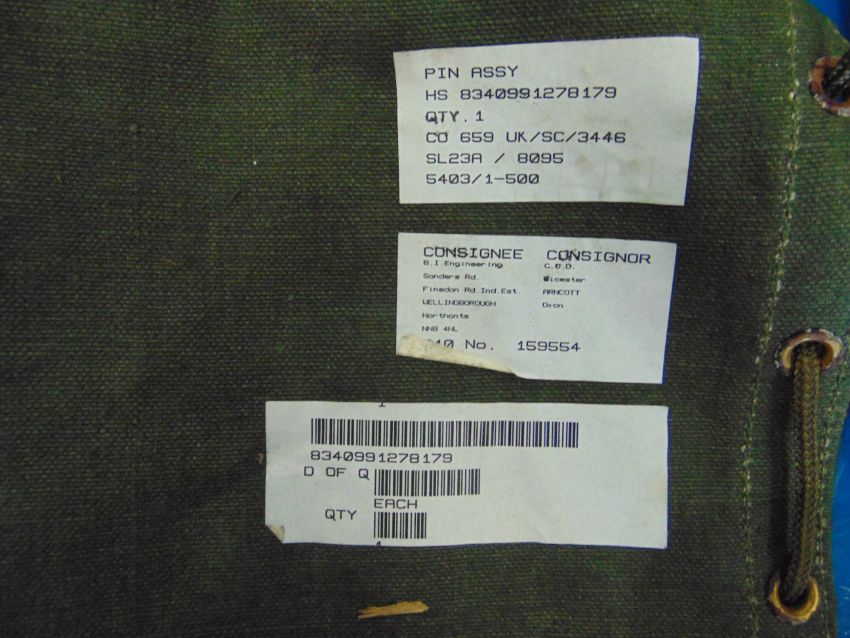 PIN ASSY
HS 8340991278179
QTY. 1
CO 659 UK/SC/3446
SL23A / 8095
5403/1-500
CONSIGNEE CONSIGNOR
B.I.Engineering C.O.D.
Sanders Rd. Bicester
Finedon Rd.Ind.Est. ARNCOTT
WELLINGBOROUGH Oxon
Northants
NN8 4NL
No. 159554
8340991278179
D OF Q
EACH
QTY